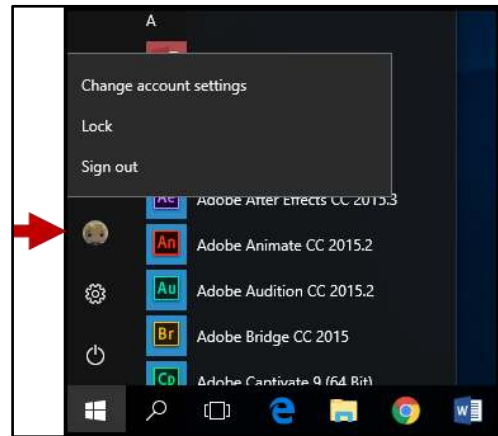 A
Change account settings
Lock
Sign out
Ae Adobe After Effects CC 2015.3
An Adobe Animate CC 2015.2
Au Adobe Audition CC 2015.2
Br Adobe Bridge CC 2015
Cp Adobe Captivate 9 (64 Bit)